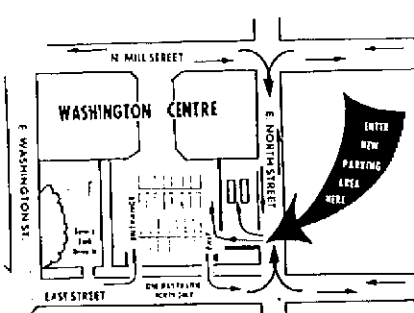 N. MILL STREET
WASHINGTON CENTRE
E. WASHINGTON ST.
E. NORTH STREET
ENTER
NEW
PARKING
AREA
HERE
ENTRANCE
EAST STREET